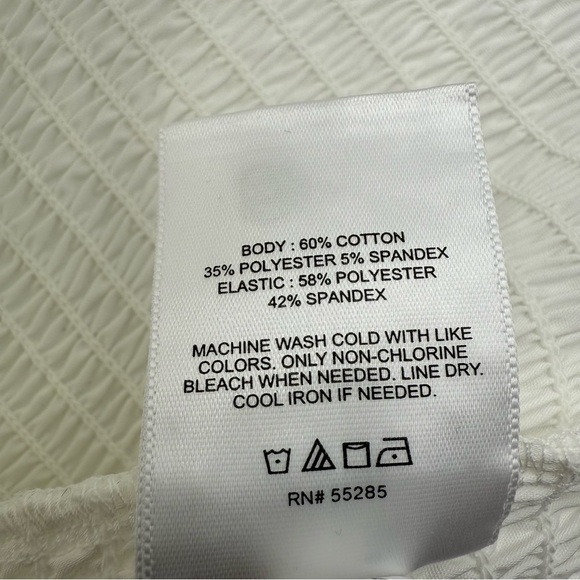 BODY : 60% COTTON
35% POLYESTER 5% SPANDEX
ELASTIC : 58% POLYESTER
42% SPANDEX
MACHINE WASH COLD WITH LIKE
COLORS. ONLY NON-CHLORINE
BLEACH WHEN NEEDED. LINE DRY.
COOL IRON IF NEEDED.
RN# 55285